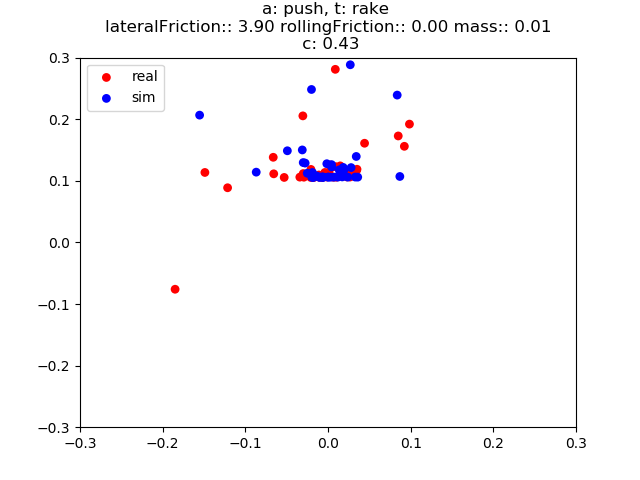 a: push, t: rake
lateralFriction:: 3.90 rollingFriction:: 0.00 mass:: 0.01
c: 0.43
real
sim
0.3
0.2
0.1
0.0
−0.1
−0.2
−0.3
−0.3
−0.2
−0.1
0.0
0.1
0.2
0.3